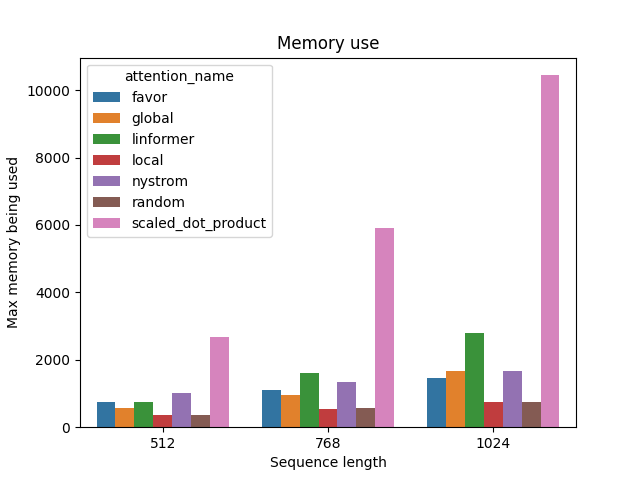 Memory use
attention_name
favor
global
linformer
local
nystrom
random
scaled_dot_product
Max memory being used
10000
8000
6000
4000
2000
0
512
768
1024
Sequence length